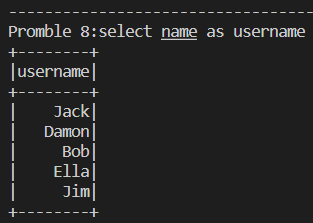 --------------------------------------
Promble 8:select name as username
+--------+
|username|
+--------+
|    Jack|
|   Damon|
|     Bob|
|    Ella|
|     Jim|
+--------+